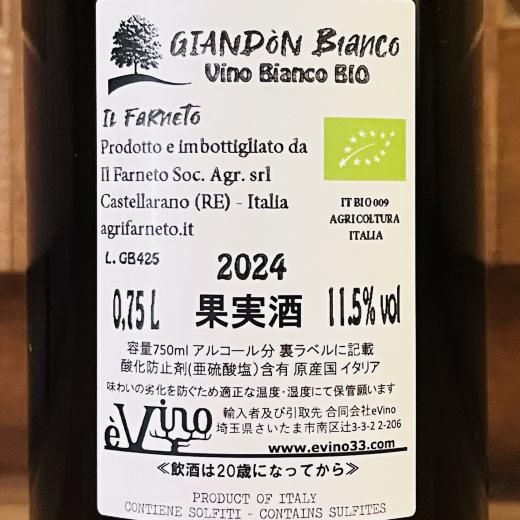 GIANDòN Bianco
Vino Bianco BIO
Il Farneto
Prodotto e imbottigliato da
Il Farneto Soc. Agr. srl
Castellarano (RE) - Italia
agrifarneto.it
IT BIO 009
AGRICOLTURA
ITALIA
L. GB425
2024
0,75 L 果実酒 11.5% vol
容量750ml アルコール分 裏ラベルに記載
酸化防止剤(亜硫酸塩)含有 原産国 イタリア
味わいの劣化を防ぐため適正な温度・湿度にて保管願います
èVino
輸入者及び引取先 合同会社eVino
埼玉県さいたま市南区辻3-3-2 2-206
www.evino33.com
≪飲酒は20歳になってから≫
PRODUCT OF ITALY
CONTIENE SOLFITI - CONTAINS SULFITES